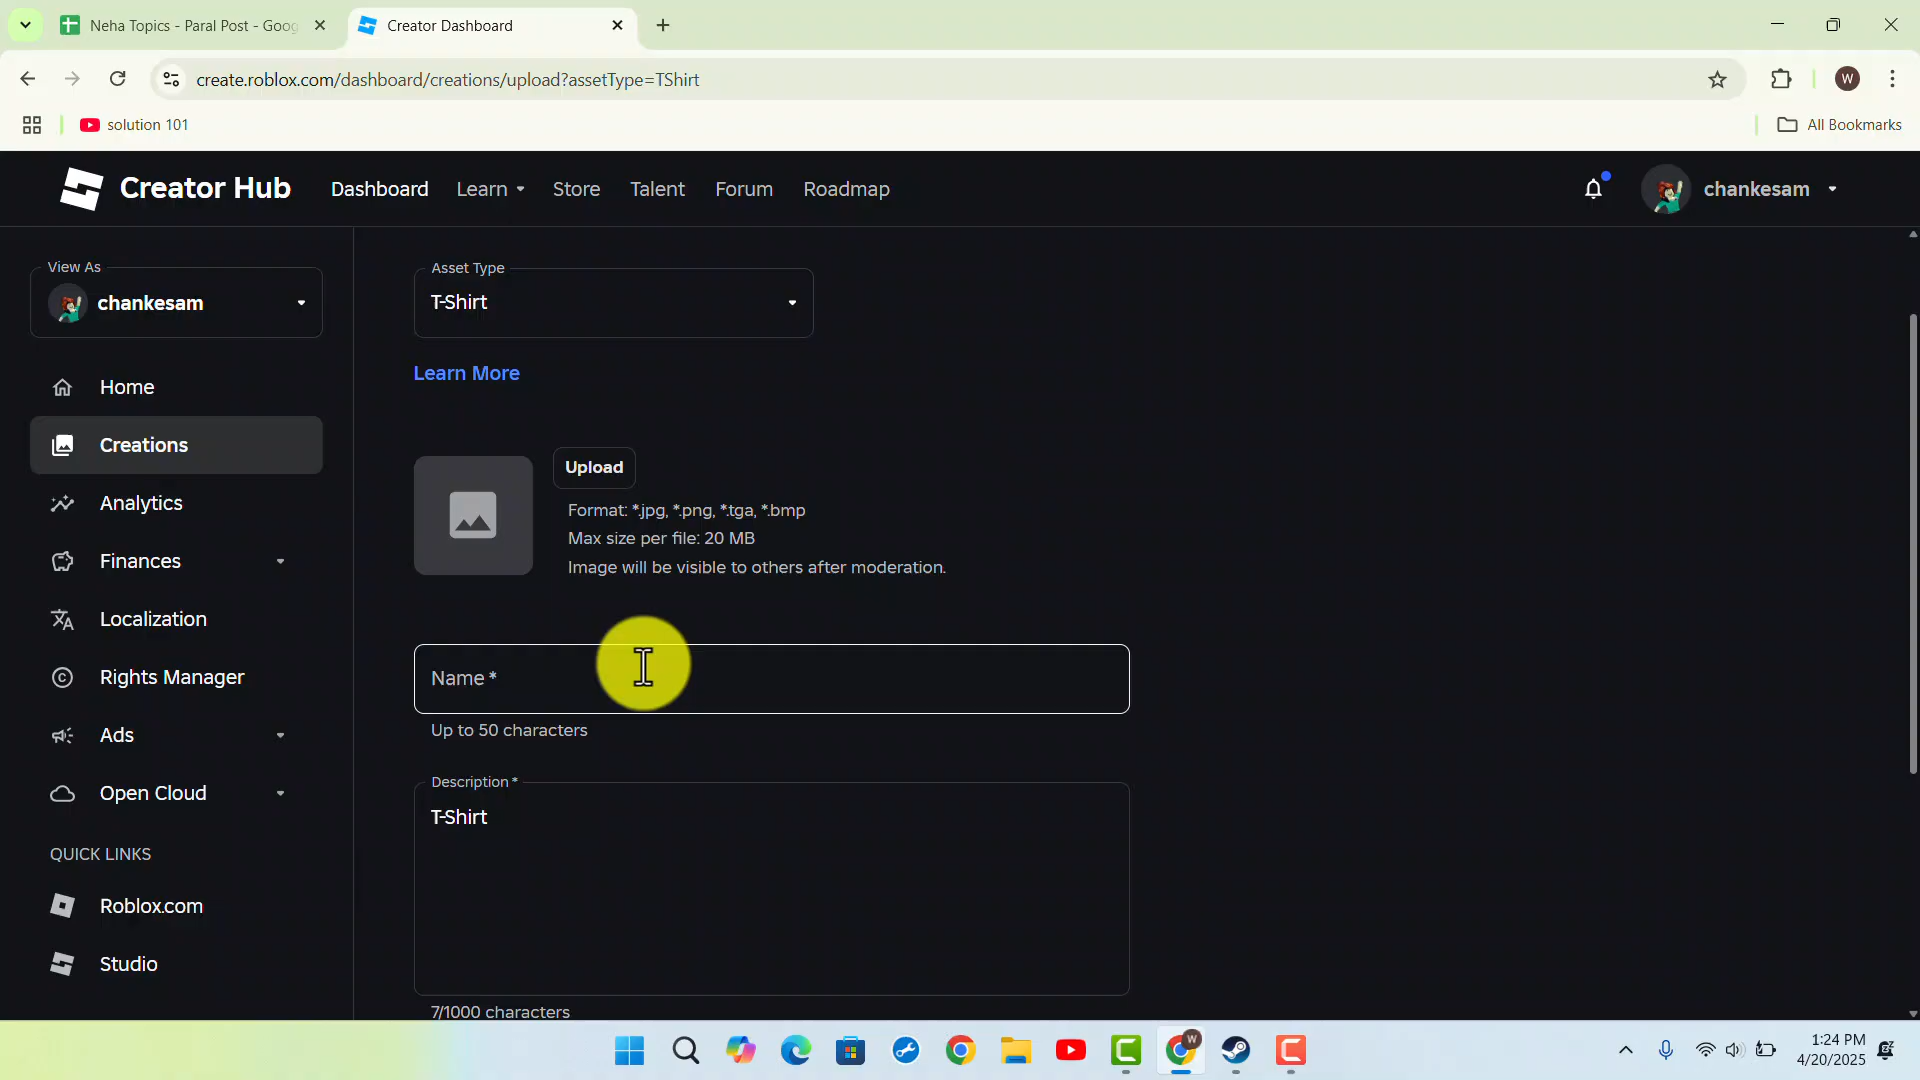 Neha Topics - Paral Post - Goog
Creator Dashboard
create.roblox.com/dashboard/creations/upload?assetType=TShirt
W
solution 101
All Bookmarks
Creator Hub
Dashboard
Learn
Store
Talent
Forum
Roadmap
chankesam
View As
chankesam
Home
Creations
Analytics
Finances
Localization
Rights Manager
Ads
Open Cloud
QUICK LINKS
Roblox.com
Studio
Asset Type
T-Shirt
Learn More
Upload
Format: *.jpg, *.png, *.tga, *.bmp
Max size per file: 20 MB
Image will be visible to others after moderation.
Name *
Up to 50 characters
Description *
T-Shirt
7/1000 characters
W
1:24 PM
4/20/2025